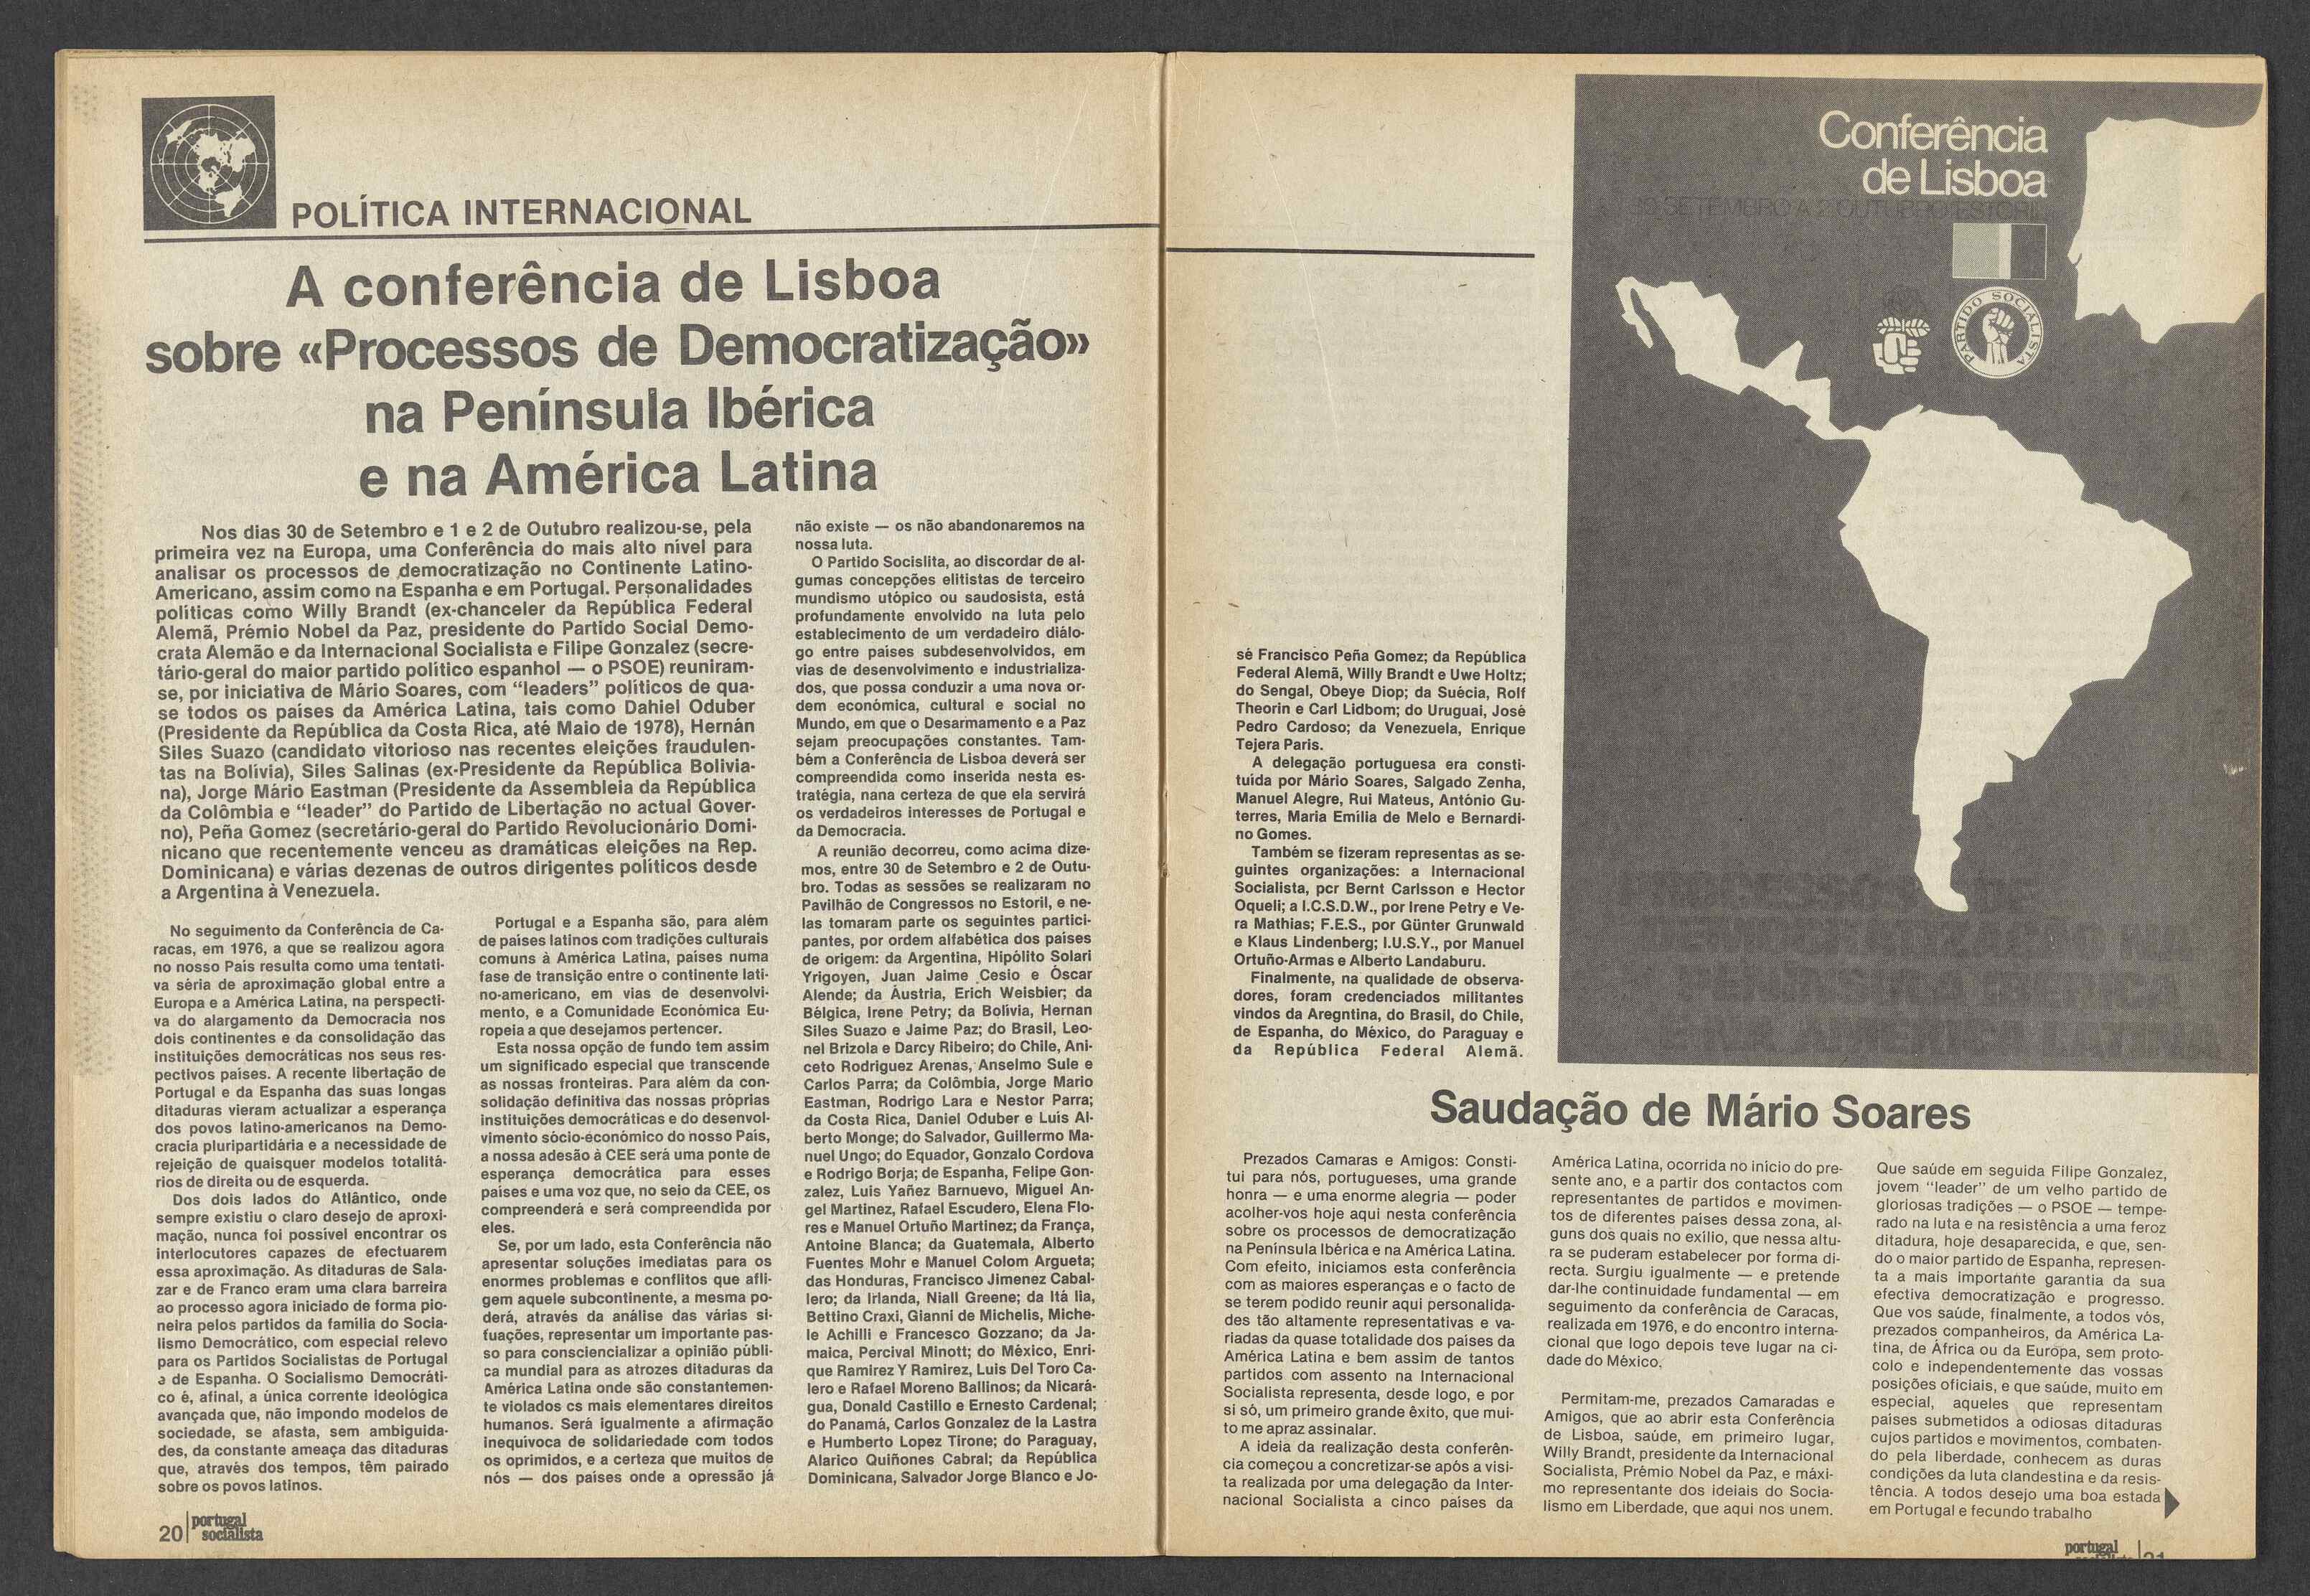 POLÍTICA INTERNACIONAL
A conferência de Lisboa
sobre «Processos de Democratização»
na Península Ibérica
e na América Latina
Nos dias 30 de Setembro e 1 e 2 de Outubro realizou-se, pela
primeira vez na Europa, uma Conferência do mais alto nível para
analisar os processos de democratização no Continente Latino-
Americano, assim como na Espanha e em Portugal. Personalidades
políticas como Willy Brandt (ex-chanceler da República Federal
Alemã, Prémio Nobel da Paz, presidente do Partido Social Demo-
crata Alemão e da Internacional Socialista e Filipe Gonzalez (secre-
tário-geral do maior partido político espanhol — o PSOE) reuniram-
se, por iniciativa de Mário Soares, com "leaders" políticos de qua-
se todos os países da América Latina, tais como Dahiel Oduber
(Presidente da República da Costa Rica, até Maio de 1978), Hernán
Siles Suazo (candidato vitorioso nas recentes eleições fraudulen-
tas na Bolívia), Siles Salinas (ex-Presidente da República Bolivia-
na), Jorge Mário Eastman (Presidente da Assembleia da República
da Colômbia e "leader" do Partido de Libertação no actual Gover-
no), Peña Gomez (secretário-geral do Partido Revolucionário Domi-
nicano que recentemente venceu as dramáticas eleições na Rep.
Dominicana) e várias dezenas de outros dirigentes políticos desde
a Argentina à Venezuela.
No seguimento da Conferência de Ca-
racas, em 1976, a que se realizou agora
no nosso País resulta como uma tentati-
va séria de aproximação global entre a
Europa e a América Latina, na perspecti-
va do alargamento da Democracia nos
dois continentes e da consolidação das
instituições democráticas nos seus res-
pectivos países. A recente libertação de
Portugal e da Espanha das suas longas
ditaduras vieram actualizar a esperança
dos povos latino-americanos na Demo-
cracia pluripartidária e a necessidade de
rejeição de quaisquer modelos totalitá-
rios de direita ou de esquerda.
Dos dois lados do Atlântico, onde
sempre existiu o claro desejo de aproxi-
mação, nunca foi possível encontrar os
interlocutores capazes de efectuarem
essa aproximação. As ditaduras de Sala-
zar e de Franco eram uma clara barreira
ao processo agora iniciado de forma pio-
neira pelos partidos da família do Socia-
lismo Democrático, com especial relevo
para os Partidos Socialistas de Portugal
e de Espanha. O Socialismo Democráti-
co é, afinal, a única corrente ideológica
avançada que, não impondo modelos de
sociedade, se afasta, sem ambiguida-
des, da constante ameaça das ditaduras
que, através dos tempos, têm pairado
sobre os povos latinos.
Portugal e a Espanha são, para além
de países latinos com tradições culturais
comuns à América Latina, países numa
fase de transição entre o continente lati-
no-americano, em vias de desenvolvi-
mento, e a Comunidade Económica Eu-
ropeia a que desejamos pertencer.
Esta nossa opção de fundo tem assim
um significado especial que transcende
as nossas fronteiras. Para além da con-
solidação definitiva das nossas próprias
instituições democráticas e do desenvol-
vimento sócio-económico do nosso País,
a nossa adesão à CEE será uma ponte de
esperança democrática para esses
países e uma voz que, no seio da CEE, os
compreenderá e será compreendida por
eles.
Se, por um lado, esta Conferência não
apresentar soluções imediatas para os
enormes problemas e conflitos que afli-
gem aquele subcontinente, a mesma po-
derá, através da análise das várias si-
tuações, representar um importante pas-
so para consciencializar a opinião públi-
ca mundial para as atrozes ditaduras da
América Latina onde são constantemen-
te violados cs mais elementares direitos
humanos. Será igualmente a afirmação
inequívoca de solidariedade com todos
os oprimidos, e a certeza que muitos de
nós — dos países onde a opressão já
não existe — os não abandonaremos na
nossa luta.
O Partido Socislita, ao discordar de al-
gumas concepções elitistas de terceiro
mundismo utópico ou saudosista, está
profundamente envolvido na luta pelo
establecimento de um verdadeiro diálo-
go entre países subdesenvolvidos, em
vias de desenvolvimento e industrializa-
dos, que possa conduzir a uma nova or-
dem económica, cultural e social no
Mundo, em que o Desarmamento e a Paz
sejam preocupações constantes. Tam-
bém a Conferência de Lisboa deverá ser
compreendida como inserida nesta es-
tratégia, nana certeza de que ela servirá
os verdadeiros interesses de Portugal e
da Democracia.
A reunião decorreu, como acima dize-
mos, entre 30 de Setembro e 2 de Outu-
bro. Todas as sessões se realizaram no
Pavilhão de Congressos no Estoril, e ne-
las tomaram parte os seguintes partici-
pantes, por ordem alfabética dos países
de origem: da Argentina, Hipólito Solari
Yrigoyen, Juan Jaime Cesio e Óscar
Alende; da Áustria, Erich Weisbier; da
Bélgica, Irene Petry; da Bolívia, Hernan
Siles Suazo e Jaime Paz; do Brasil, Leo-
nel Brizola e Darcy Ribeiro; do Chile, Ani-
ceto Rodriguez Arenas, Anselmo Sule e
Carlos Parra; da Colômbia, Jorge Mario
Eastman, Rodrigo Lara e Nestor Parra;
da Costa Rica, Daniel Oduber e Luís Al-
berto Monge; do Salvador, Guillermo Ma-
nuel Ungo; do Equador, Gonzalo Cordova
e Rodrigo Borja; de Espanha, Felipe Gon-
zalez, Luis Yañez Barnuevo, Miguel An-
gel Martinez, Rafael Escudero, Elena Flo-
res e Manuel Ortuño Martinez; da França,
Antoine Blanca; da Guatemala, Alberto
Fuentes Mohr e Manuel Colom Argueta;
das Honduras, Francisco Jimenez Cabal-
lero; da Irlanda, Niall Greene; da Itá lia,
Bettino Craxi, Gianni de Michelis, Miche-
le Achilli e Francesco Gozzano; da Ja-
maica, Percival Minott; do México, Enri-
que Ramirez Y Ramirez, Luis Del Toro Ca-
lero e Rafael Moreno Ballinos; da Nicará-
gua, Donald Castillo e Ernesto Cardenal;
do Panamá, Carlos Gonzalez de la Lastra
e Humberto Lopez Tirone; do Paraguay,
Alarico Quiñones Cabral; da República
Dominicana, Salvador Jorge Blanco e Jo-
20 portugal
socialista
sé Francisco Peña Gomez; da República
Federal Alemã, Willy Brandt e Uwe Holtz;
do Sengal, Obeye Diop; da Suécia, Rolf
Theorin e Carl Lidbom; do Uruguai, José
Pedro Cardoso; da Venezuela, Enrique
Tejera Paris.
A delegação portuguesa era consti-
tuída por Mário Soares, Salgado Zenha,
Manuel Alegre, Rui Mateus, António Gu-
terres, Maria Emília de Melo e Bernardi-
no Gomes.
Também se fizeram representas as se-
guintes organizações: a Internacional
Socialista, pcr Bernt Carlsson e Hector
Oqueli; a I.C.S.D.W., por Irene Petry e Ve-
ra Mathias; F.E.S., por Günter Grunwald
e Klaus Lindenberg; I.U.S.Y., por Manuel
Ortuño-Armas e Alberto Landaburu.
Finalmente, na qualidade de observa-
dores, foram credenciados militantes
vindos da Aregntina, do Brasil, do Chile,
de Espanha, do México, do Paraguay e
da República Federal Alemã.
Conferência
de Lisboa
30 SETEMBRO A 2 OUTUBRO/ESTORIL
PARTIDO SOCIALISTA
Saudação de Mário Soares
Prezados Camaras e Amigos: Consti-
tui para nós, portugueses, uma grande
honra — e uma enorme alegria — poder
acolher-vos hoje aqui nesta conferência
sobre os processos de democratização
na Península Ibérica e na América Latina.
Com efeito, iniciamos esta conferência
com as maiores esperanças e o facto de
se terem podido reunir aqui personalida-
des tão altamente representativas e va-
riadas da quase totalidade dos países da
América Latina e bem assim de tantos
partidos com assento na Internacional
Socialista representa, desde logo, e por
si só, um primeiro grande êxito, que mui-
to me apraz assinalar.
A ideia da realização desta conferên-
cia começou a concretizar-se após a visi-
ta realizada por uma delegação da Inter-
nacional Socialista a cinco países da
América Latina, ocorrida no início do pre-
sente ano, e a partir dos contactos com
representantes de partidos e movimen-
tos de diferentes países dessa zona, al-
guns dos quais no exílio, que nessa altu-
ra se puderam estabelecer por forma di-
recta. Surgiu igualmente — e pretende
dar-lhe continuidade fundamental — em
seguimento da conferência de Caracas,
realizada em 1976, e do encontro interna-
cional que logo depois teve lugar na ci-
dade do México.
Permitam-me, prezados Camaradas e
Amigos, que ao abrir esta Conferência
de Lisboa, saúde, em primeiro lugar,
Willy Brandt, presidente da Internacional
Socialista, Prémio Nobel da Paz, e máxi-
mo representante dos ideiais do Socia-
lismo em Liberdade, que aqui nos unem.
Que saúde em seguida Filipe Gonzalez,
jovem "leader" de um velho partido de
gloriosas tradições — o PSOE — tempe-
rado na luta e na resistência a uma feroz
ditadura, hoje desaparecida, e que, sen-
do o maior partido de Espanha, represen-
ta a mais importante garantia da sua
efectiva democratização e progresso.
Que vos saúde, finalmente, a todos vós,
prezados companheiros, da América La-
tina, de África ou da Europa, sem proto-
colo e independentemente das vossas
posições oficiais, e que saúde, muito em
especial, aqueles que representam
países submetidos a odiosas ditaduras
cujos partidos e movimentos, combaten-
do pela liberdade, conhecem as duras
condições da luta clandestina e da resis-
tência. A todos desejo uma boa estada
em Portugal e fecundo trabalho
portugal